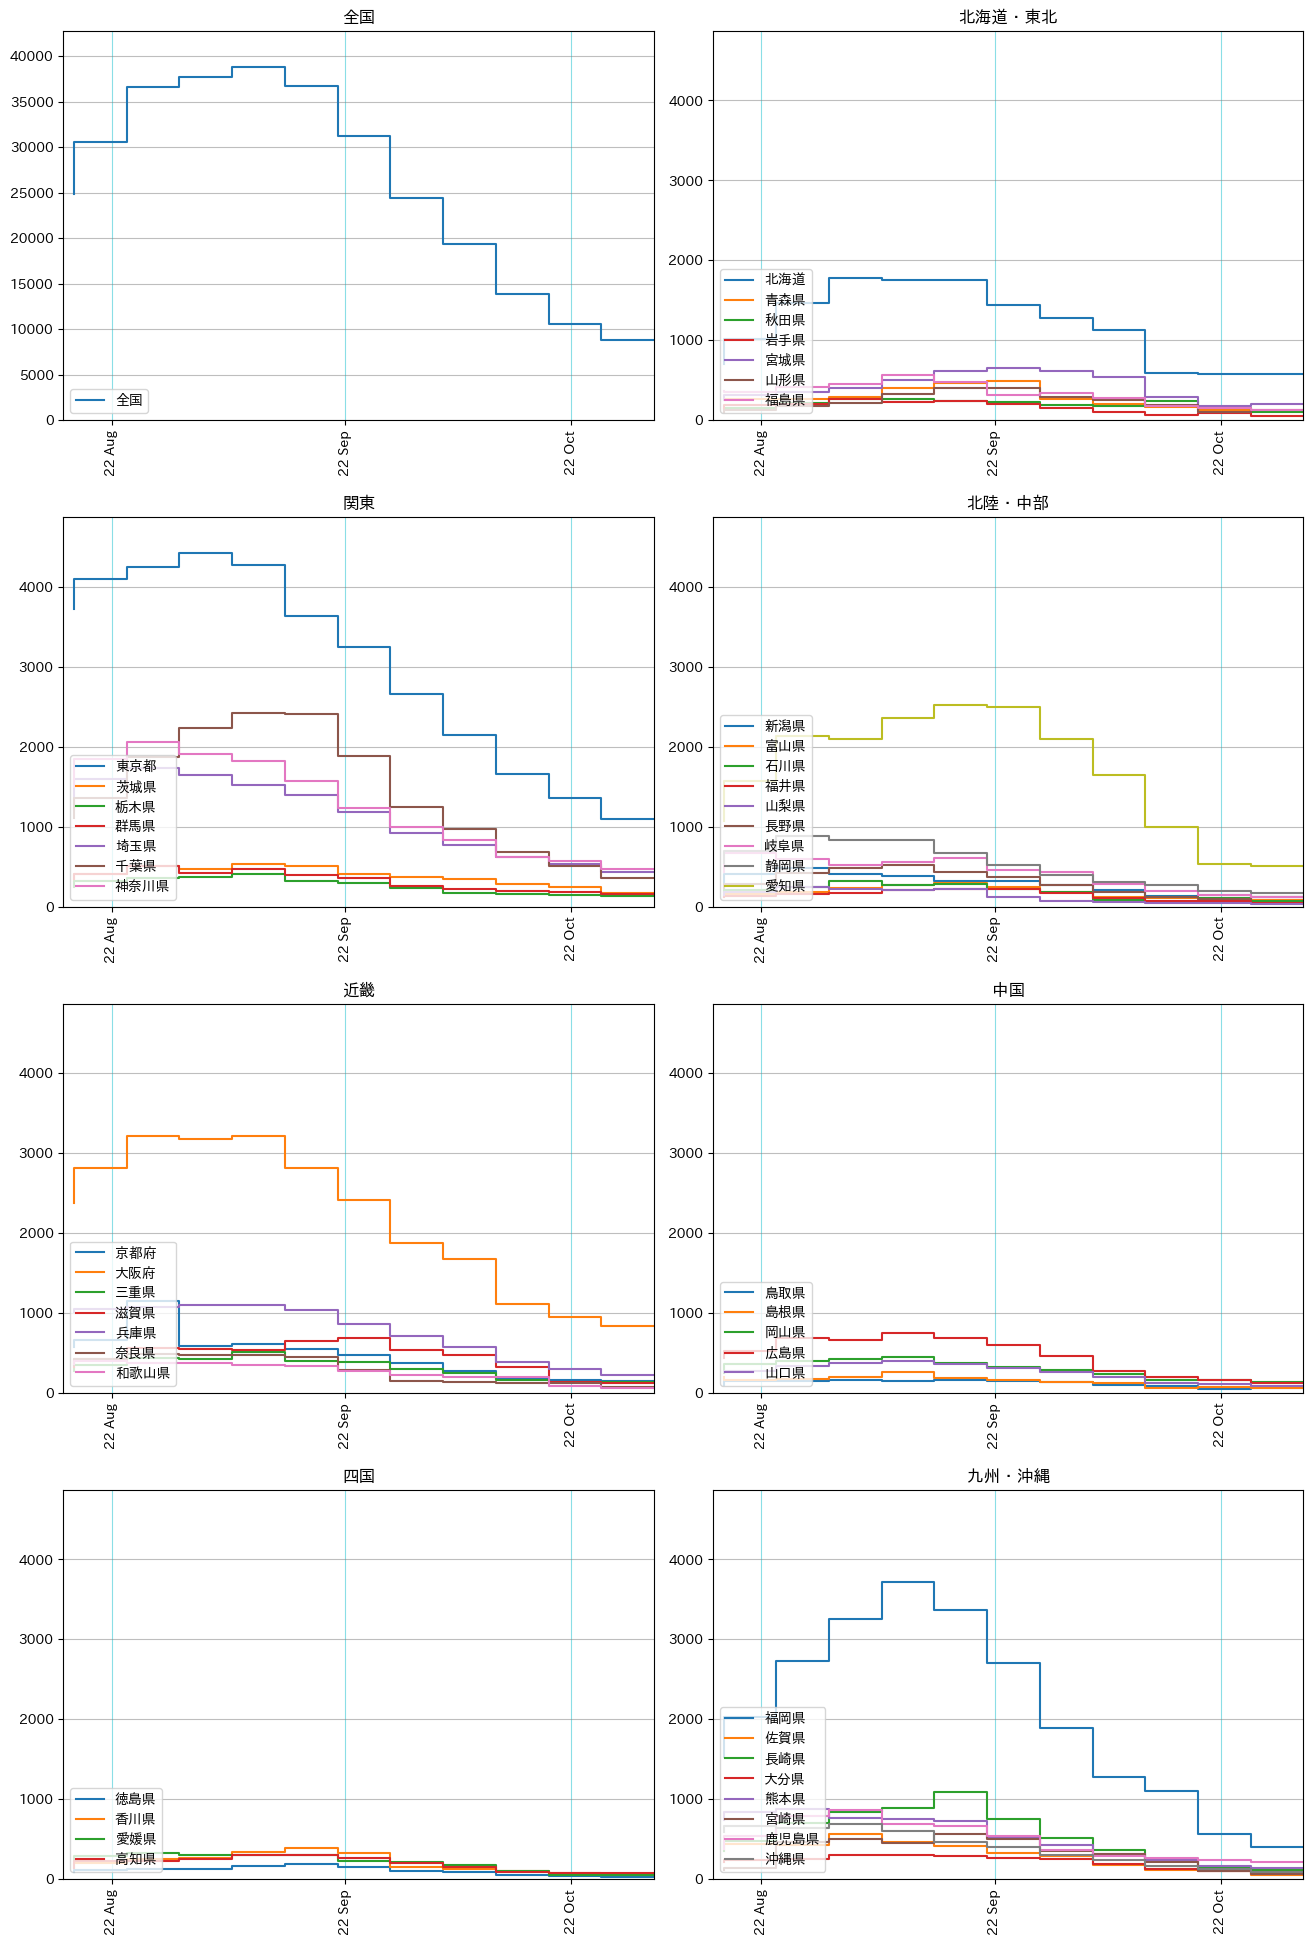 全国
40000
35000
30000
25000
20000
15000
10000
5000
0
全国
22 Aug
22 Sep
22 Oct
北海道・東北
4000
3000
2000
1000
0
北海道
青森県
秋田県
岩手県
宮城県
山形県
福島県
22 Aug
22 Sep
22 Oct
関東
4000
3000
2000
1000
0
東京都
茨城県
栃木県
群馬県
埼玉県
千葉県
神奈川県
22 Aug
22 Sep
22 Oct
北陸・中部
4000
3000
2000
1000
0
新潟県
富山県
石川県
福井県
山梨県
長野県
岐阜県
静岡県
愛知県
22 Aug
22 Sep
22 Oct
近畿
4000
3000
2000
1000
0
京都府
大阪府
三重県
滋賀県
兵庫県
奈良県
和歌山県
22 Aug
22 Sep
22 Oct
中国
4000
3000
2000
1000
0
鳥取県
島根県
岡山県
広島県
山口県
22 Aug
22 Sep
22 Oct
四国
4000
3000
2000
1000
0
徳島県
香川県
愛媛県
高知県
22 Aug
22 Sep
22 Oct
九州・沖縄
4000
3000
2000
1000
0
福岡県
佐賀県
長崎県
大分県
熊本県
宮崎県
鹿児島県
沖縄県
22 Aug
22 Sep
22 Oct